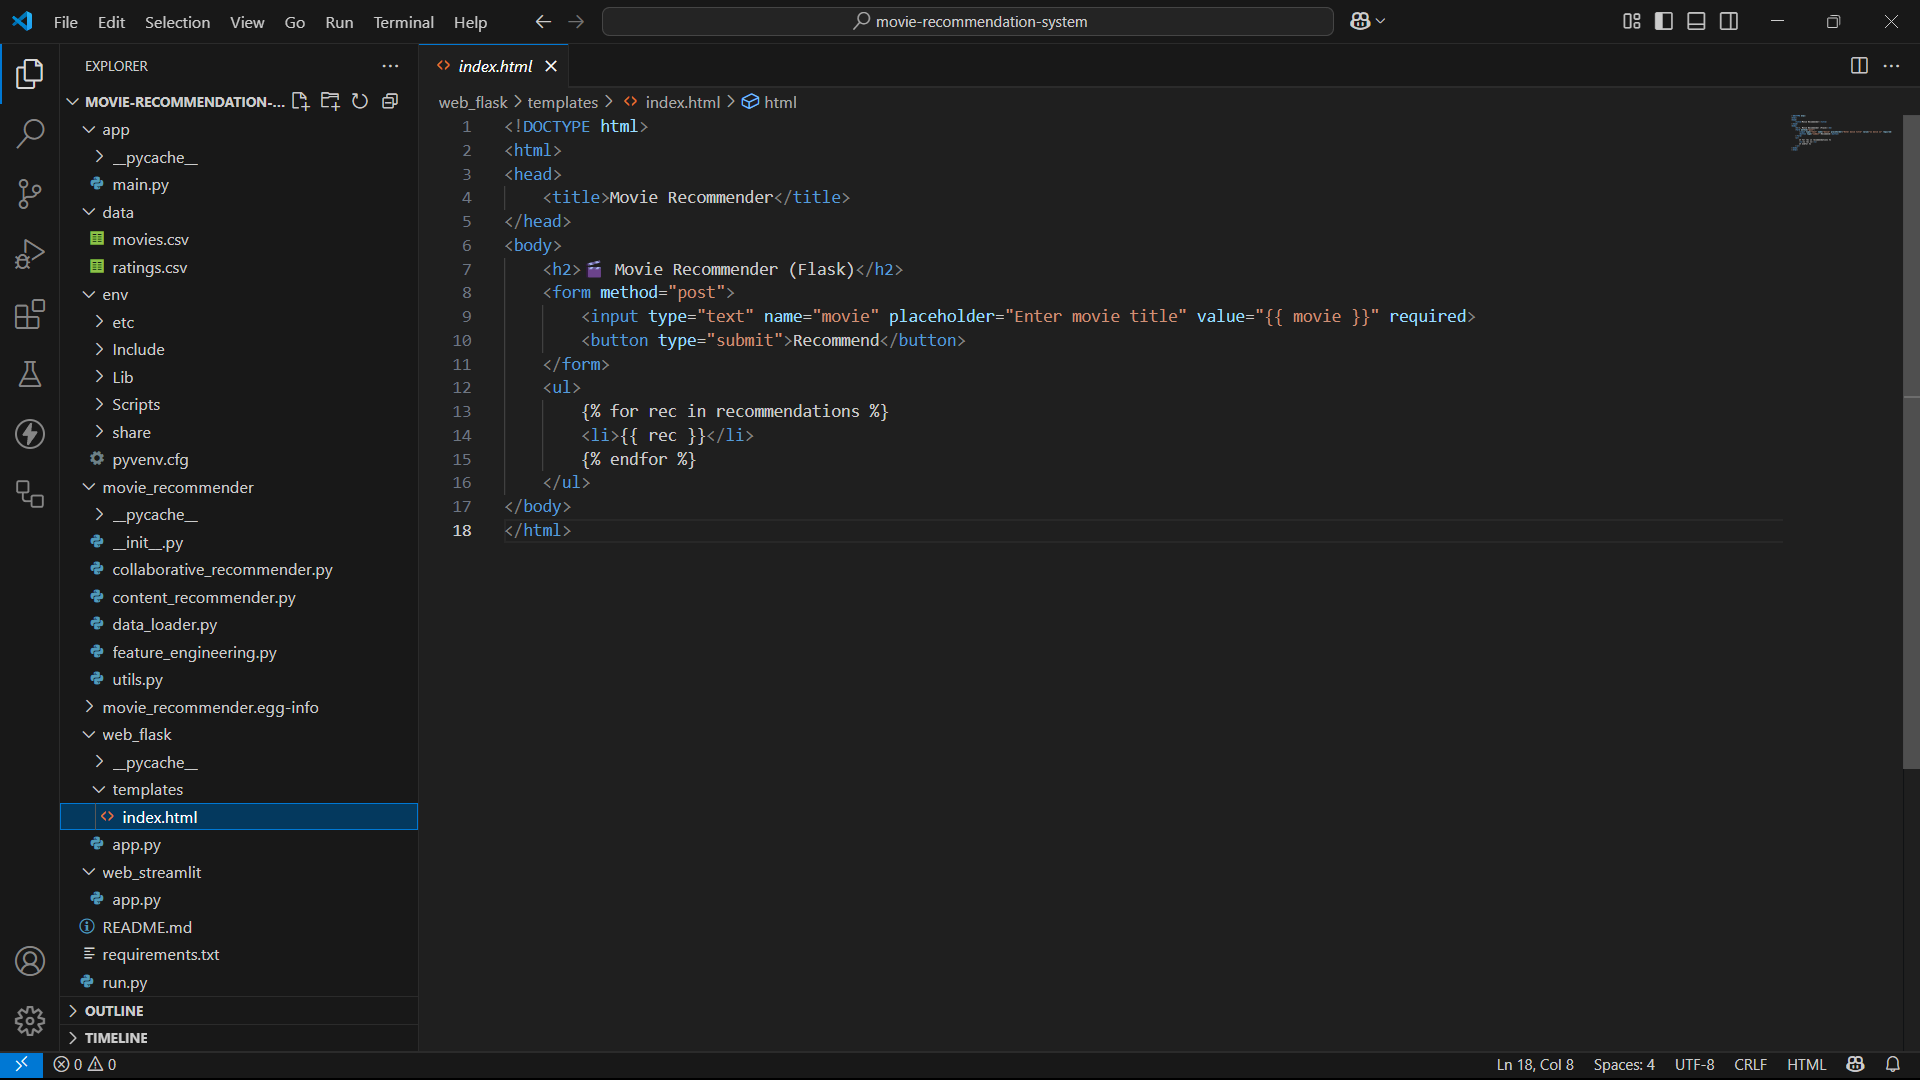 File Edit Selection View Go Run Terminal Help
movie-recommendation-system
EXPLORER
MOVIE-RECOMMENDATION-...
app
__pycache__
main.py
data
movies.csv
ratings.csv
env
etc
Include
Lib
Scripts
share
pyvenv.cfg
movie_recommender
__pycache__
__init__.py
collaborative_recommender.py
content_recommender.py
data_loader.py
feature_engineering.py
utils.py
movie_recommender.egg-info
web_flask
__pycache__
templates
index.html
app.py
web_streamlit
app.py
README.md
requirements.txt
run.py
OUTLINE
TIMELINE
index.html
web_flask > templates > index.html > html
1 <!DOCTYPE html>
2 <html>
3 <head>
4     <title>Movie Recommender</title>
5 </head>
6 <body>
7     <h2>🎬 Movie Recommender (Flask)</h2>
8     <form method="post">
9         <input type="text" name="movie" placeholder="Enter movie title" value="{{ movie }}" required>
10         <button type="submit">Recommend</button>
11     </form>
12     <ul>
13         {% for rec in recommendations %}
14         <li>{{ rec }}</li>
15         {% endfor %}
16     </ul>
17 </body>
18 </html>
0 0
Ln 18, Col 8 Spaces: 4 UTF-8 CRLF HTML